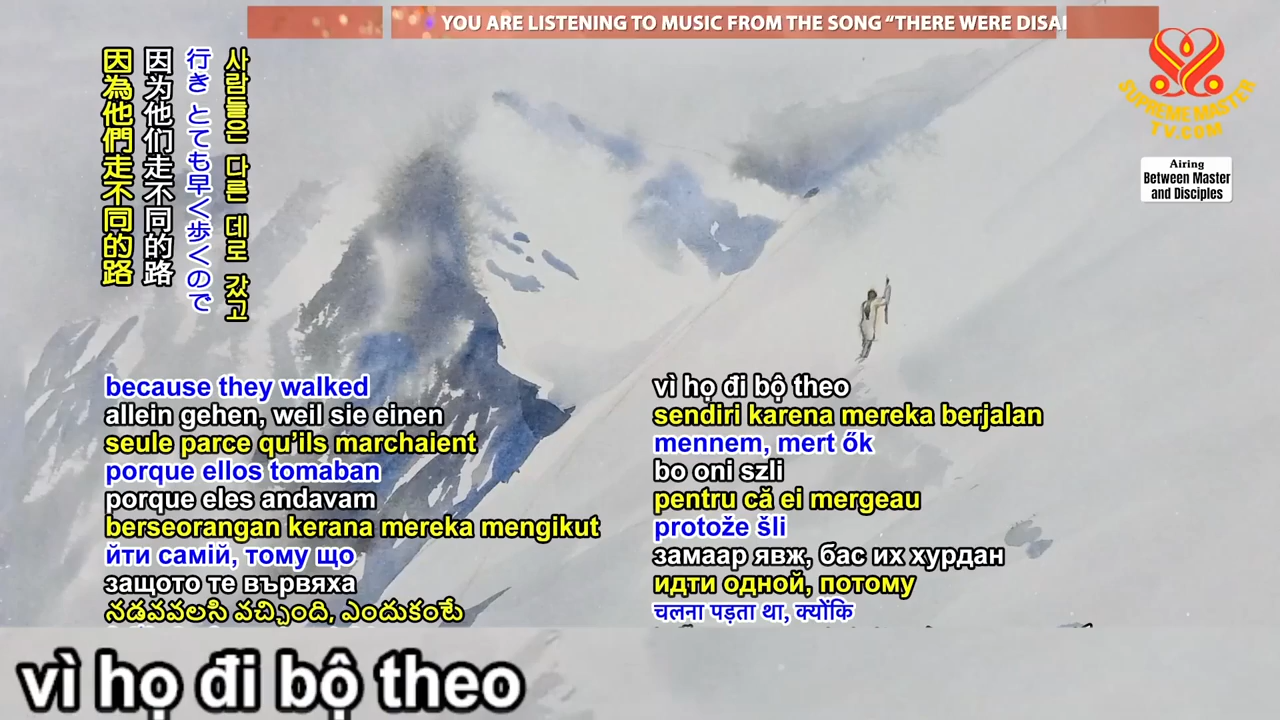 YOU ARE LISTENING TO MUSIC FROM THE SONG “THERE WERE
SUPREME MASTER
TV.COM
Airing
Between Master
and Disciples
사람들은 다른 데로 갔고
行き とても早く歩くので
因为他们走不同的路
因為他們走不同的路
because they walked
allein gehen, weil sie einen
seule parce qu’ils marchaient
porque ellos tomaban
porque eles andavam
berseorangan kerana mereka mengikut
йти самій, тому що
защото те вървяха
నడవవలసి వచ్చింది, ఎందుకంటే
vì họ đi bộ theo
sendiri karena mereka berjalan
mennem, mert ők
bo oni szli
pentru că ei mergeau
protože šli
замаар явж, бас их хурдан
идти одной, потому
चलना पड़ता था, क्योंकि
vì họ đi bộ theo